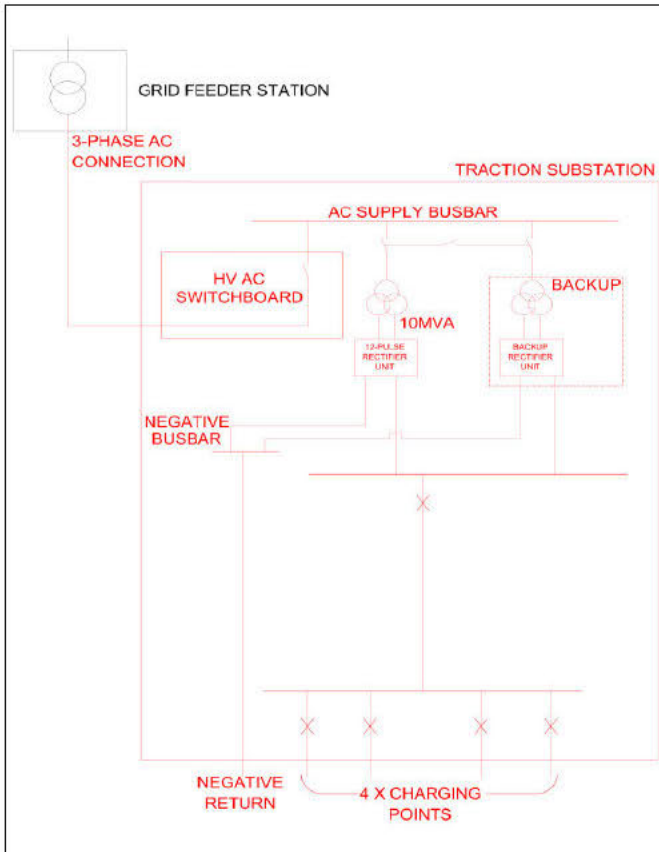 GRID FEEDER STATION
3-PHASE AC
CONNECTION
TRACTION SUBSTATION
AC SUPPLY BUSBAR
HV AC
SWITCHBOARD
BACKUP
10MVA
12-PULSE
RECTIFIER
UNIT
BACKUP
RECTIFIER
UNIT
NEGATIVE
BUSBAR
NEGATIVE
RETURN
4 X CHARGING
POINTS